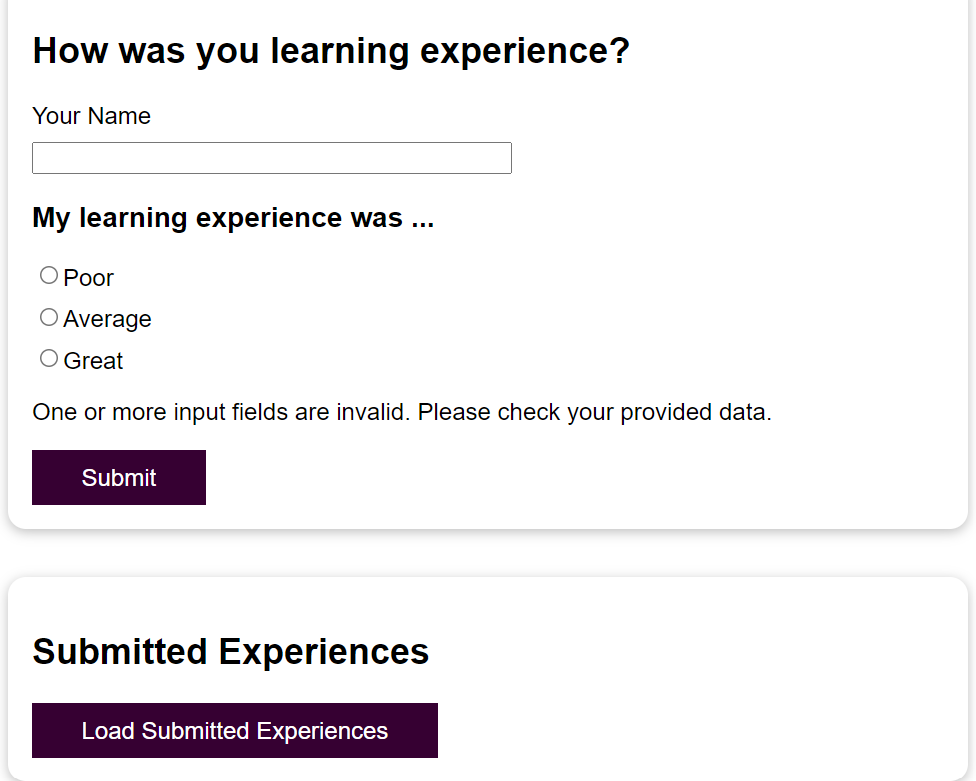 How was you learning experience?
Your Name
My learning experience was ...
Poor
Average
Great
One or more input fields are invalid. Please check your provided data.
Submit
Submitted Experiences
Load Submitted Experiences